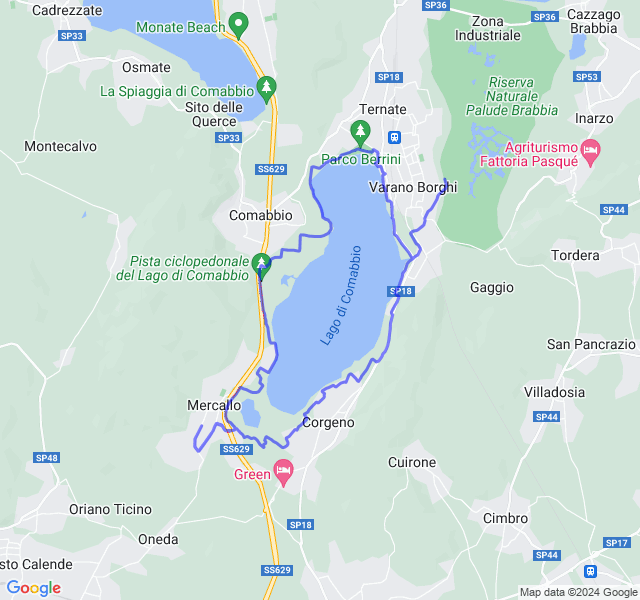 SP36
Cadrezzate
SP33
Monate Beach
Zona
Industriale
SP36
Cazzago
Brabbia
Osmate
SP18
SP53
La Spiaggia di Comabbio
Sito delle
Querce
Riserva
Naturale
Palude Brabbia
Ternate
Inarzo
SP33
Montecalvo
Parco Berrini
Agriturismo
Fattoria Pasqué
SS629
Varano Borghi
Comabbio
SP44
Pista ciclopedonale
del Lago di Comabbio
Tordera
Lago di Comabbio
SP18
Gaggio
San Pancrazio
Villadosia
Mercallo
SP44
Corgeno
SS629
SP48
Cuirone
Green
Oriano Ticino
Cimbro
SP18
Oneda
SP17
SP44
sto Calende
SS629
Google
Map data ©2024 Google